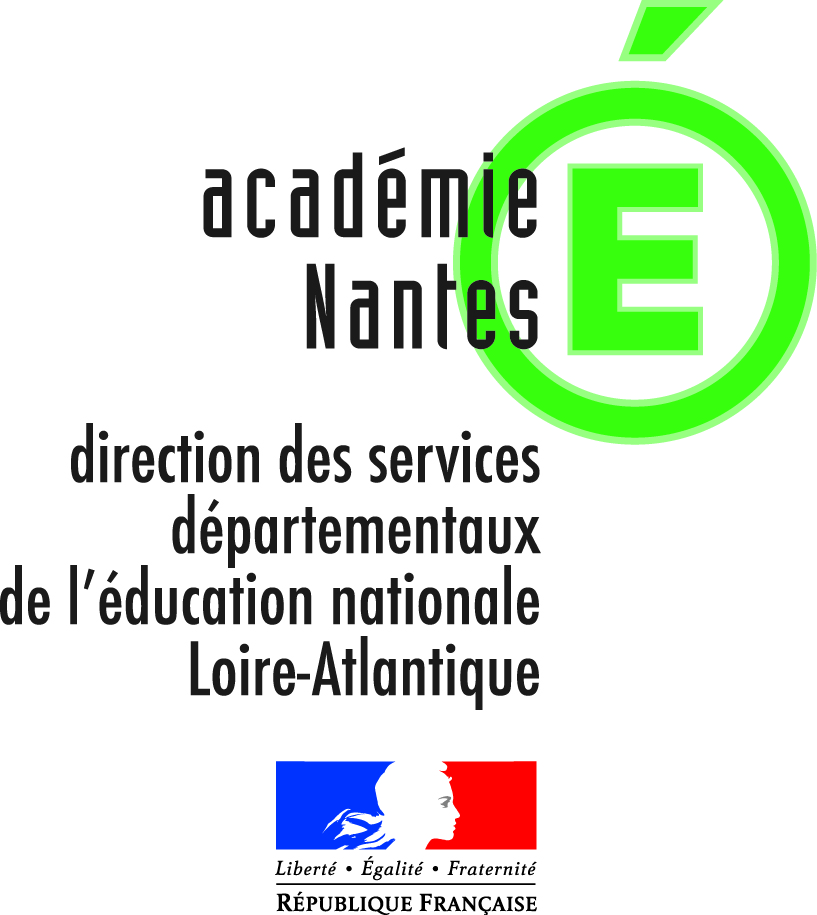 académie
Nantes
É
direction des services
départementaux
de l’éducation nationale
Loire-Atlantique
Liberté • Égalité • Fraternité
RÉPUBLIQUE FRANÇAISE